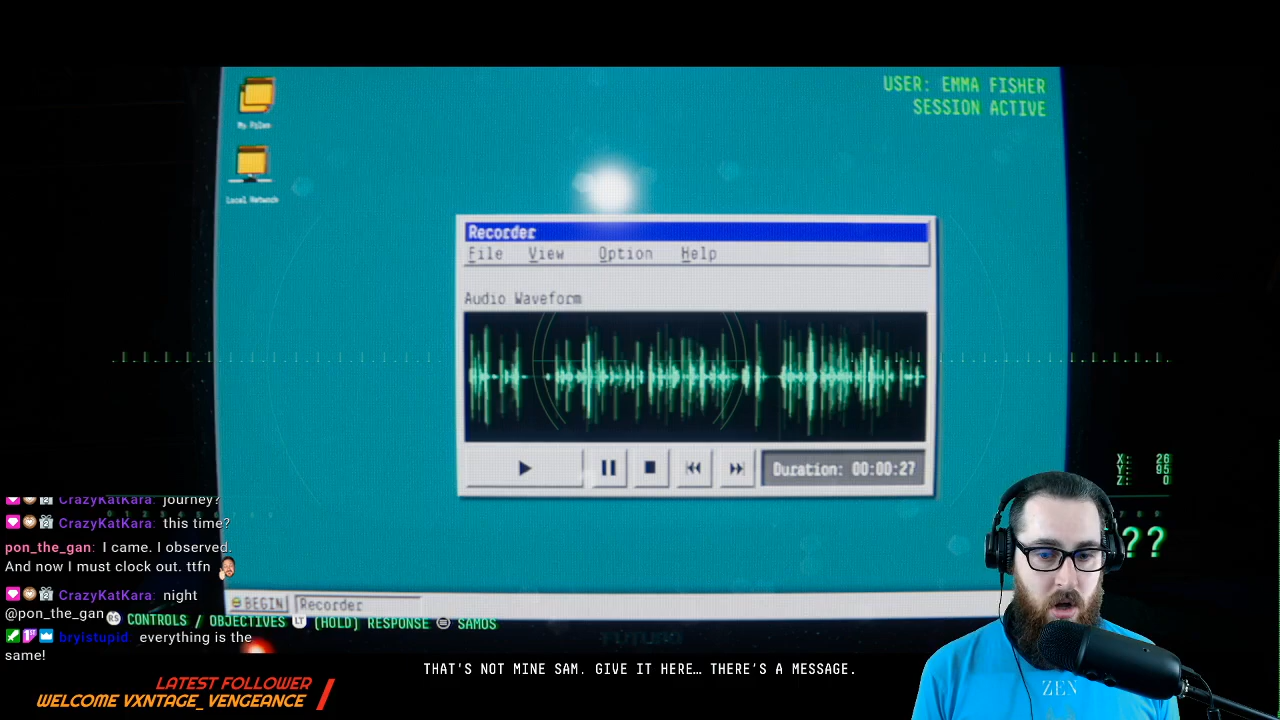 USER: EMMA FISHER
SESSION ACTIVE
My Files
Local Network
Recorder
File View Option Help
Audio Waveform
Duration: 00:00:27
X: 26
Y: 95
Z: 0
??
CrazyKatKara: journey?
CrazyKatKara: this time?
pon_the_gan: I came. I observed.
And now I must clock out. ttfn
CrazyKatKara: night
@pon_the_gan
bryistupid: everything is the
same!
BEGIN Recorder
RS CONTROLS / OBJECTIVES LT (HOLD) RESPONSE SAMOS
THAT'S NOT MINE SAM. GIVE IT HERE… THERE'S A MESSAGE.
LATEST FOLLOWER
WELCOME VXNTAGE_VENGEANCE
ZEN